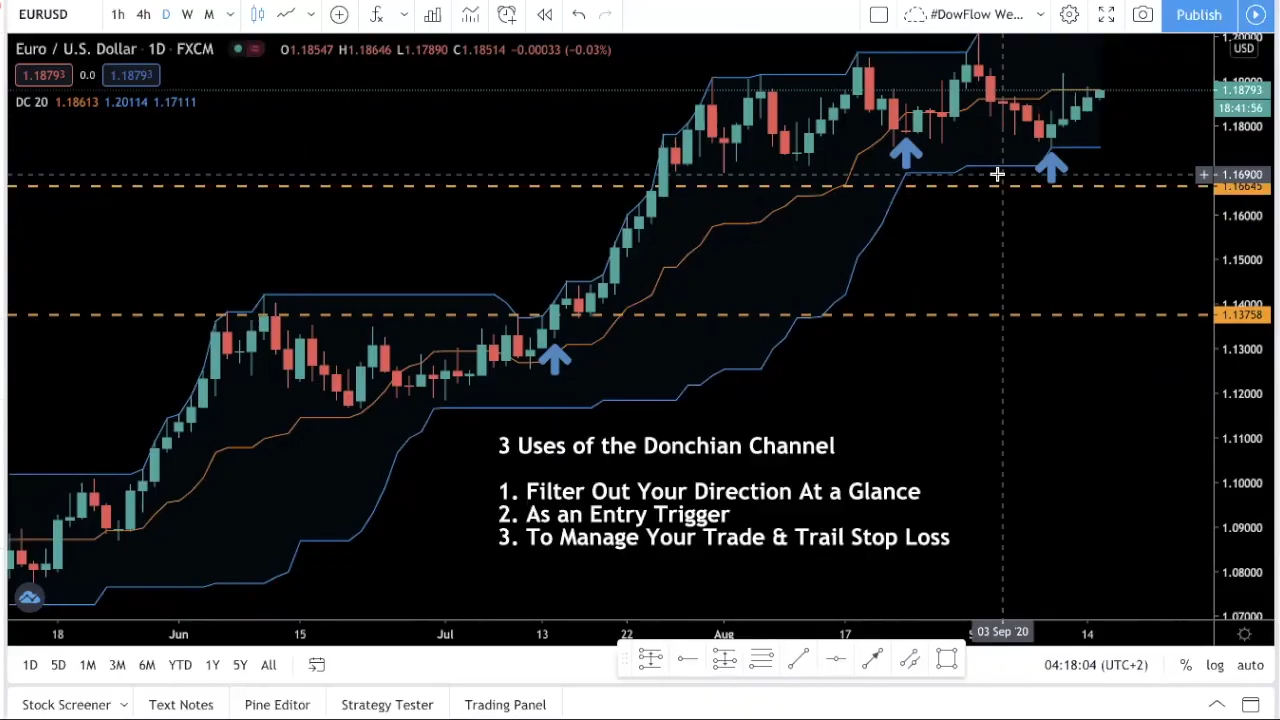 EURUSD 1h 4h D W M #DowFlow We... Publish
Euro / U.S. Dollar · 1D · FXCM O1.18547 H1.18646 L1.17890 C1.18514 −0.00033 (−0.03%)
1.18793 0.0 1.18793
DC 20 1.18613 1.20114 1.17111
1.20000
USD
1.19000
1.18793
18:41:56
1.18000
1.16900
1.16645
1.16000
1.15000
1.14000
1.13758
1.13000
1.12000
1.11000
1.10000
1.09000
1.08000
1.07000
3 Uses of the Donchian Channel
1. Filter Out Your Direction At a Glance
2. As an Entry Trigger
3. To Manage Your Trade & Trail Stop Loss
18 Jun 15 Jul 13 22 Aug 17 03 Sep '20 14
1D 5D 1M 3M 6M YTD 1Y 5Y All 04:18:04 (UTC+2) % log auto
Stock Screener Text Notes Pine Editor Strategy Tester Trading Panel